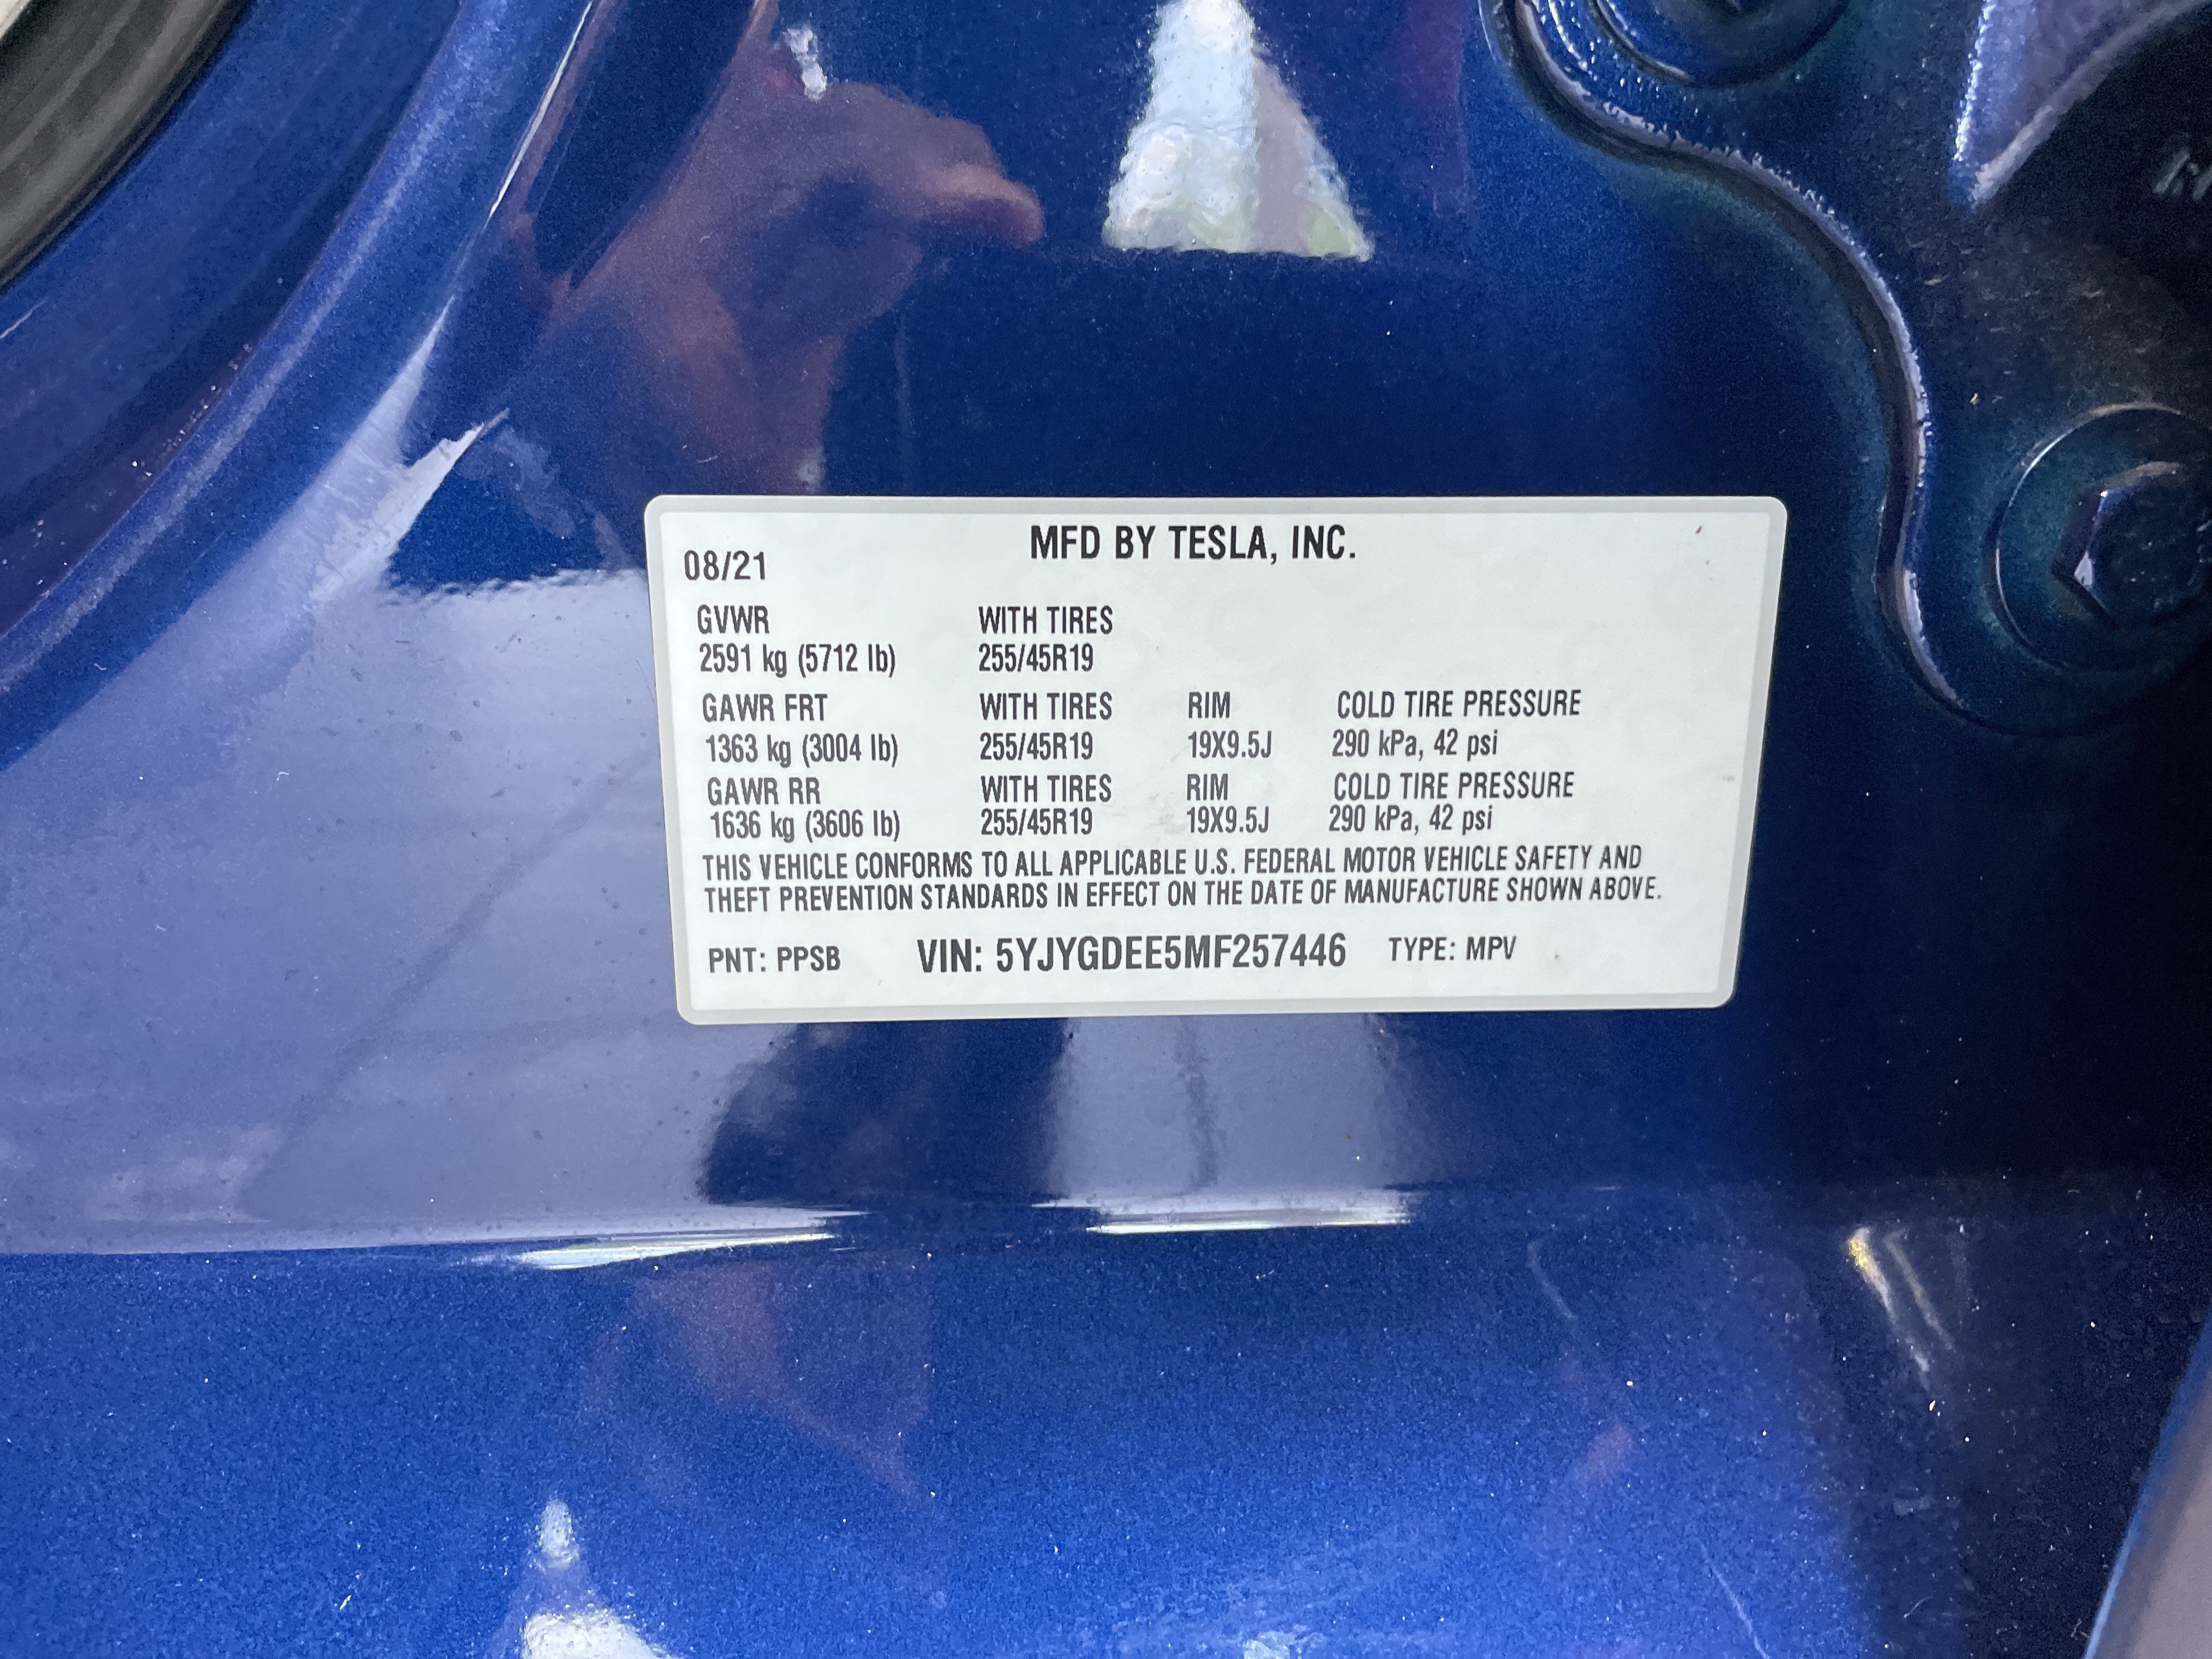 MFD BY TESLA, INC.
08/21
GVWR WITH TIRES
2591 kg (5712 lb) 255/45R19
GAWR FRT WITH TIRES RIM COLD TIRE PRESSURE
1363 kg (3004 lb) 255/45R19 19X9.5J 290 kPa, 42 psi
GAWR RR WITH TIRES RIM COLD TIRE PRESSURE
1636 kg (3606 lb) 255/45R19 19X9.5J 290 kPa, 42 psi
THIS VEHICLE CONFORMS TO ALL APPLICABLE U.S. FEDERAL MOTOR VEHICLE SAFETY AND
THEFT PREVENTION STANDARDS IN EFFECT ON THE DATE OF MANUFACTURE SHOWN ABOVE.
PNT: PPSB VIN: 5YJYGDEE5MF257446 TYPE: MPV